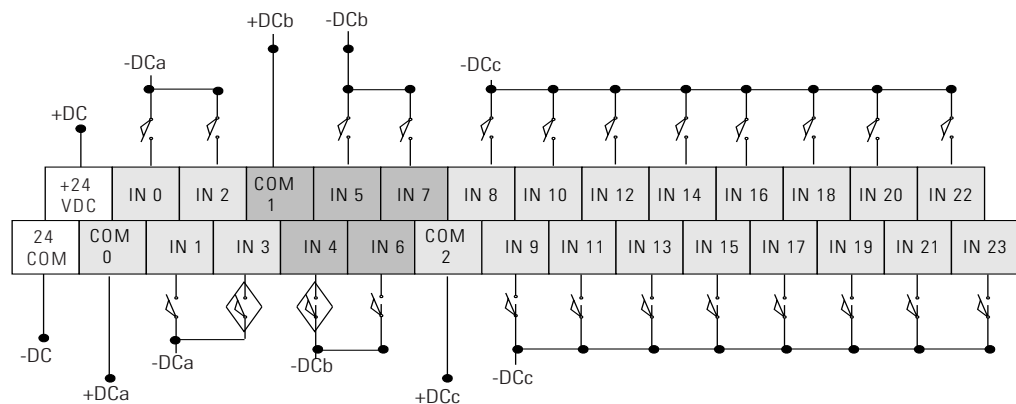 +DCb
-DCb
-DCa
-DCc
+DC
+24 VDC
IN 0
IN 2
COM 1
IN 5
IN 7
IN 8
IN 10
IN 12
IN 14
IN 16
IN 18
IN 20
IN 22
24 COM
COM 0
IN 1
IN 3
IN 4
IN 6
COM 2
IN 9
IN 11
IN 13
IN 15
IN 17
IN 19
IN 21
IN 23
-DC
-DCa
-DCb
-DCc
+DCa
+DCc